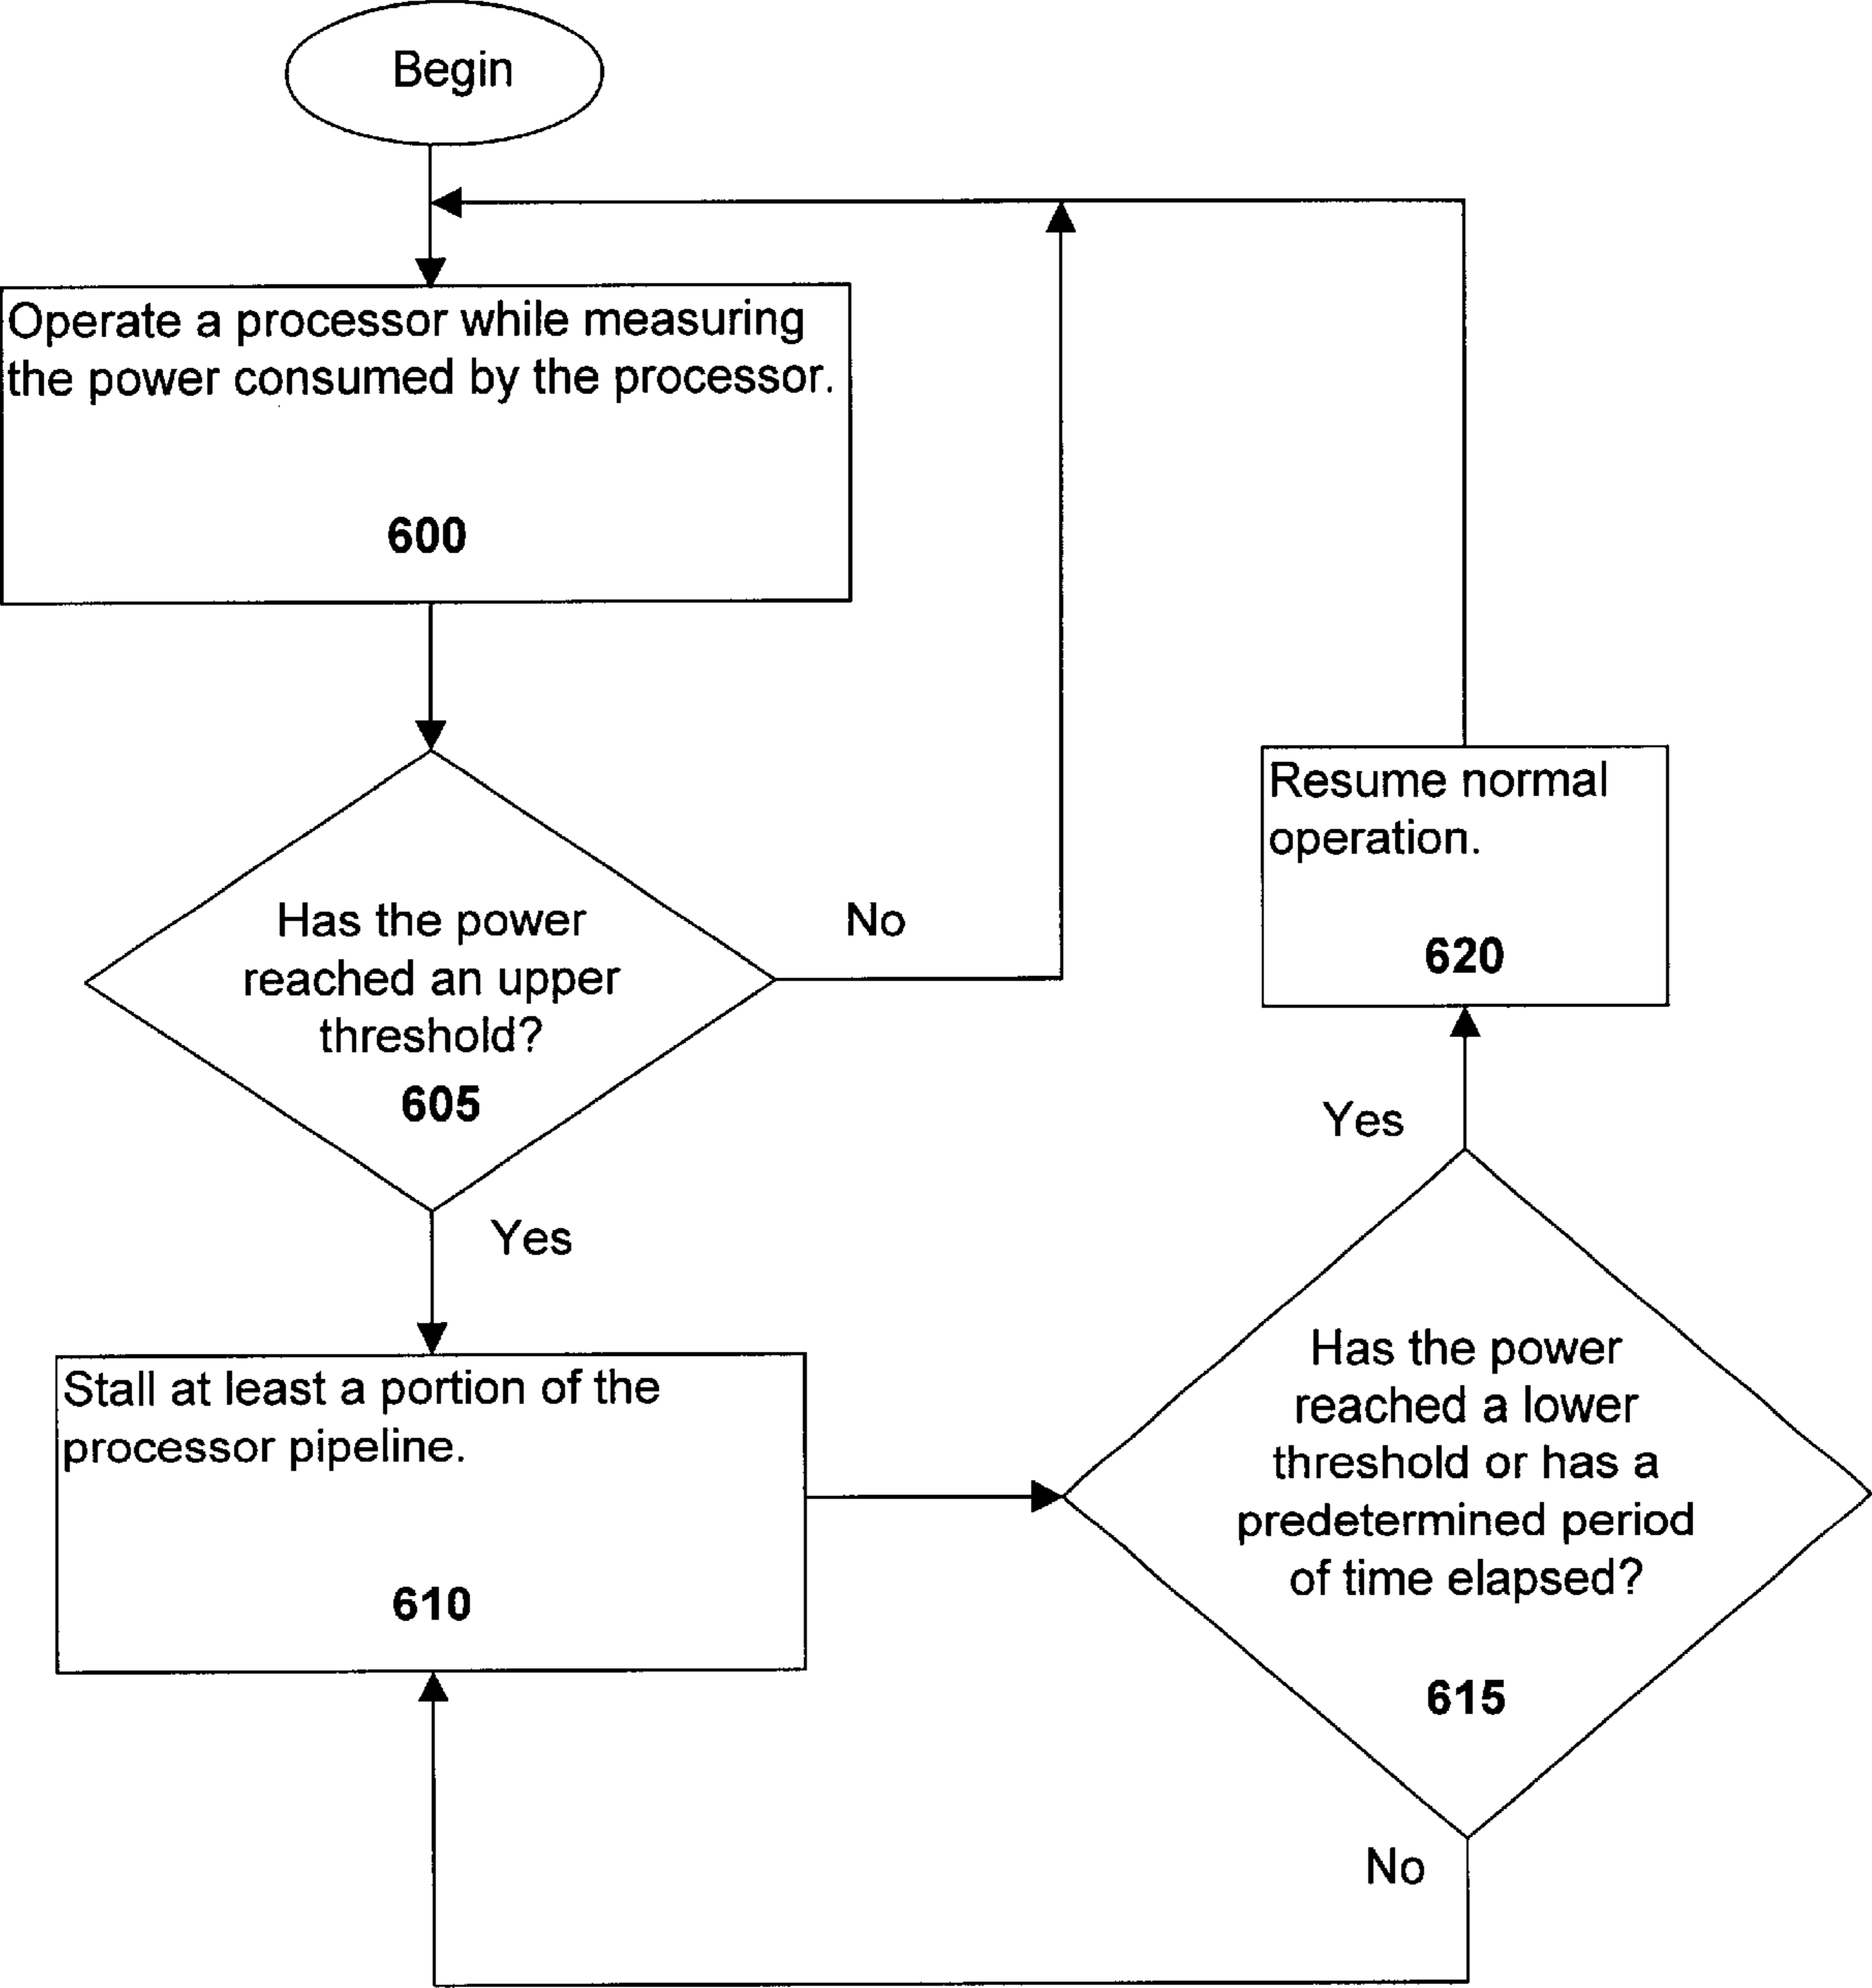 Begin
Operate a processor while measuring
the power consumed by the processor.
600
Has the power
reached an upper
threshold?
605
No
Yes
Stall at least a portion of the
processor pipeline.
610
Has the power
reached a lower
threshold or has a
predetermined period
of time elapsed?
615
No
Yes
Resume normal
operation.
620